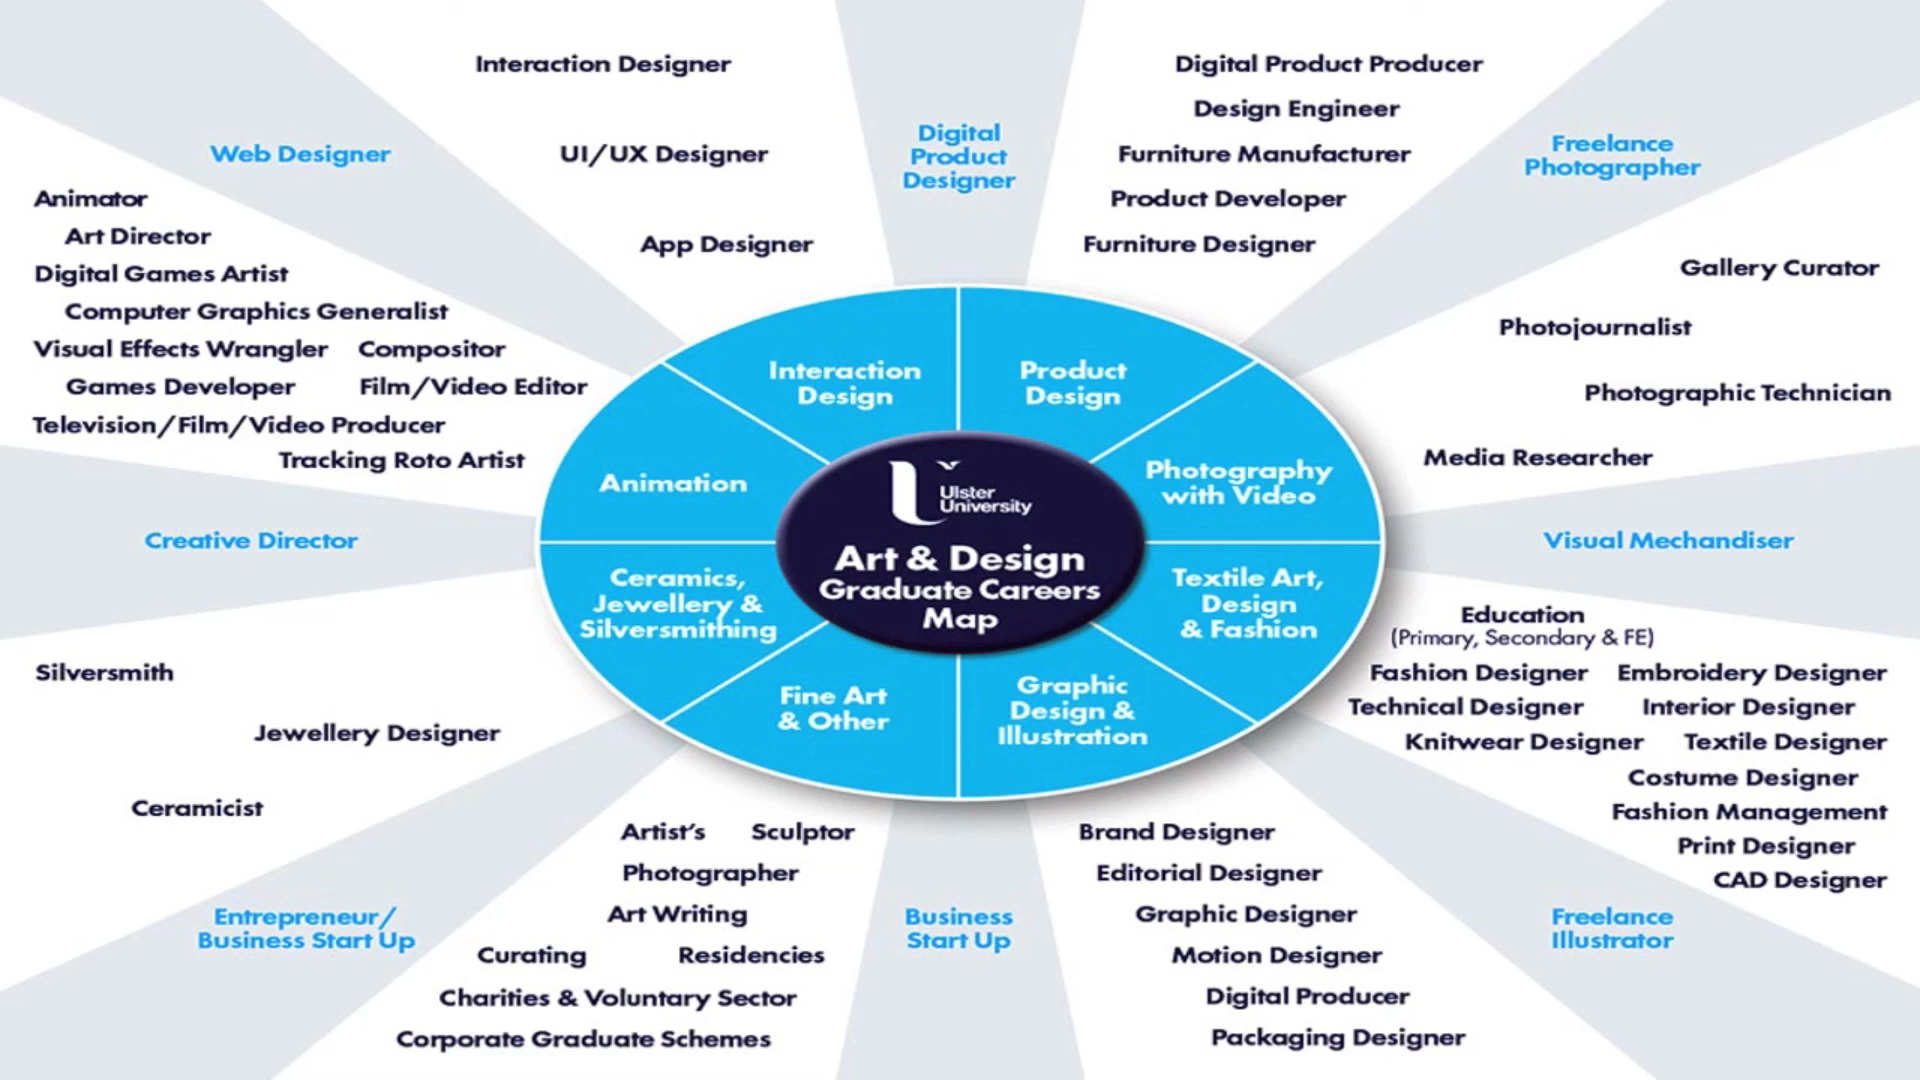 Interaction Designer
UI/UX Designer
App Designer
Digital
Product
Designer
Digital Product Producer
Design Engineer
Furniture Manufacturer
Product Developer
Furniture Designer
Freelance
Photographer
Gallery Curator
Photojournalist
Photographic Technician
Media Researcher
Visual Mechandiser
Education
(Primary, Secondary & FE)
Fashion Designer Embroidery Designer
Technical Designer Interior Designer
Knitwear Designer Textile Designer
Costume Designer
Fashion Management
Print Designer
CAD Designer
Freelance
Illustrator
Brand Designer
Editorial Designer
Graphic Designer
Motion Designer
Digital Producer
Packaging Designer
Business
Start Up
Artist's Sculptor
Photographer
Art Writing
Curating Residencies
Charities & Voluntary Sector
Corporate Graduate Schemes
Entrepreneur/
Business Start Up
Silversmith
Jewellery Designer
Ceramicist
Creative Director
Web Designer
Animator
Art Director
Digital Games Artist
Computer Graphics Generalist
Visual Effects Wrangler Compositor
Games Developer Film/Video Editor
Television/Film/Video Producer
Tracking Roto Artist
Interaction
Design
Product
Design
Photography
with Video
Textile Art,
Design
& Fashion
Graphic
Design &
Illustration
Fine Art
& Other
Ceramics,
Jewellery &
Silversmithing
Animation
Ulster
University
Art & Design
Graduate Careers
Map